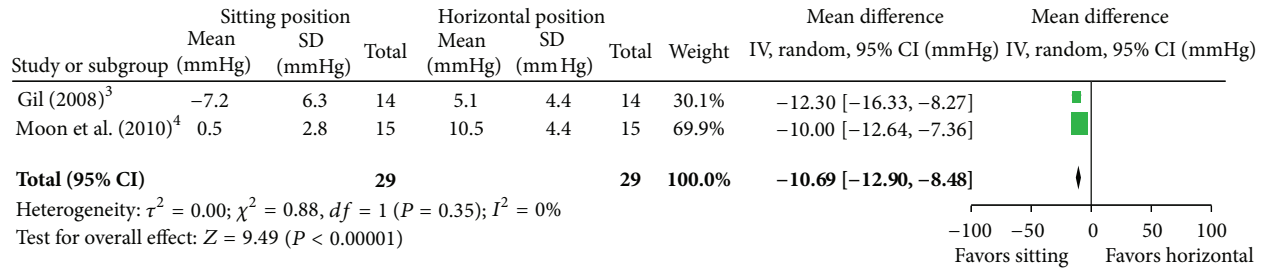 Sitting position Horizontal position Mean difference Mean difference
Study or subgroup Mean (mmHg) SD (mmHg) Total Mean (mmHg) SD (mm Hg) Total Weight IV, random, 95% CI (mmHg) IV, random, 95% CI (mmHg)
Gil (2008)³ −7.2 6.3 14 5.1 4.4 14 30.1% −12.30 [−16.33, −8.27]
Moon et al. (2010)⁴ 0.5 2.8 15 10.5 4.4 15 69.9% −10.00 [−12.64, −7.36]
Total (95% CI) 29 29 100.0% −10.69 [−12.90, −8.48]
Heterogeneity: τ² = 0.00; χ² = 0.88, df = 1 (P = 0.35); I² = 0%
Test for overall effect: Z = 9.49 (P < 0.00001)
−100 −50 0 50 100
Favors sitting Favors horizontal